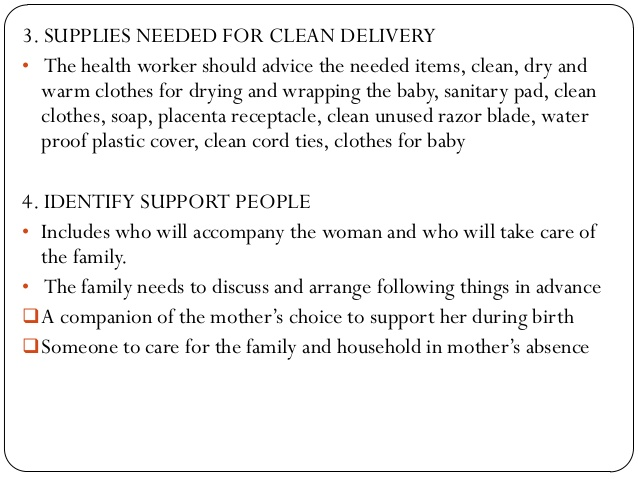 3. SUPPLIES NEEDED FOR CLEAN DELIVERY
• The health worker should advice the needed items, clean, dry and
warm clothes for drying and wrapping the baby, sanitary pad, clean
clothes, soap, placenta receptacle, clean unused razor blade, water
proof plastic cover, clean cord ties, clothes for baby
4. IDENTIFY SUPPORT PEOPLE
• Includes who will accompany the woman and who will take care of
the family.
• The family needs to discuss and arrange following things in advance
❑A companion of the mother's choice to support her during birth
❑Someone to care for the family and household in mother's absence